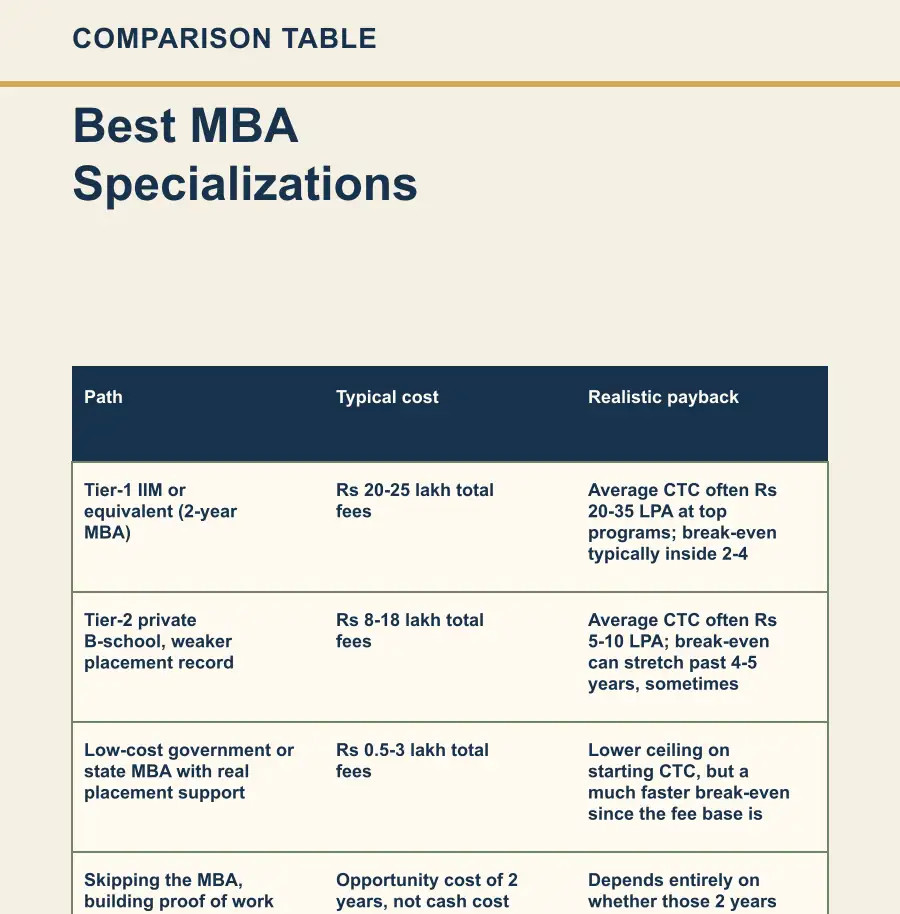 COMPARISON TABLE
Best MBA
Specializations
Path
Typical cost
Realistic payback
Tier-1 IIM or
equivalent (2-year
MBA)
Rs 20-25 lakh total
fees
Average CTC often Rs
20-35 LPA at top
programs; break-even
typically inside 2-4
Tier-2 private
B-school, weaker
placement record
Rs 8-18 lakh total
fees
Average CTC often Rs
5-10 LPA; break-even
can stretch past 4-5
years, sometimes
Low-cost government or
state MBA with real
placement support
Rs 0.5-3 lakh total
fees
Lower ceiling on
starting CTC, but a
much faster break-even
since the fee base is
Skipping the MBA,
building proof of work
Opportunity cost of 2
years, not cash cost
Depends entirely on
whether those 2 years